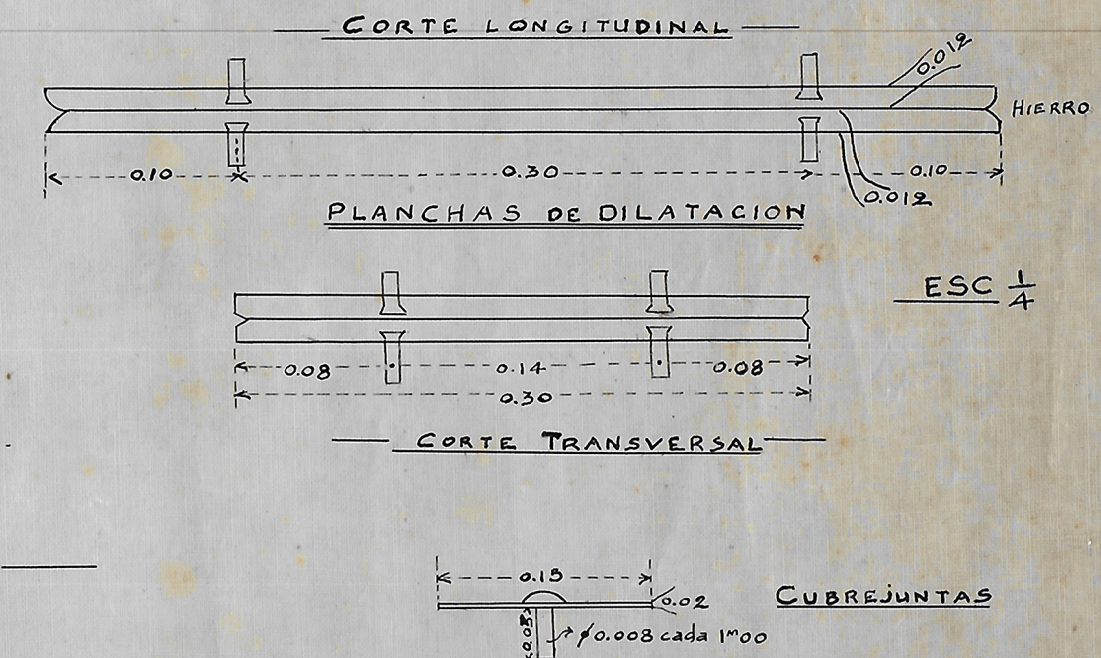 CORTE LONGITUDINAL
0.012
HIERRO
0.10 0.30 0.10
0.012
PLANCHAS DE DILATACION
ESC 1/4
0.08 0.14 0.08
0.30
CORTE TRANSVERSAL
0.15
0.02
CUBREJUNTAS
ϕ0.008 cada 1ᵐ00